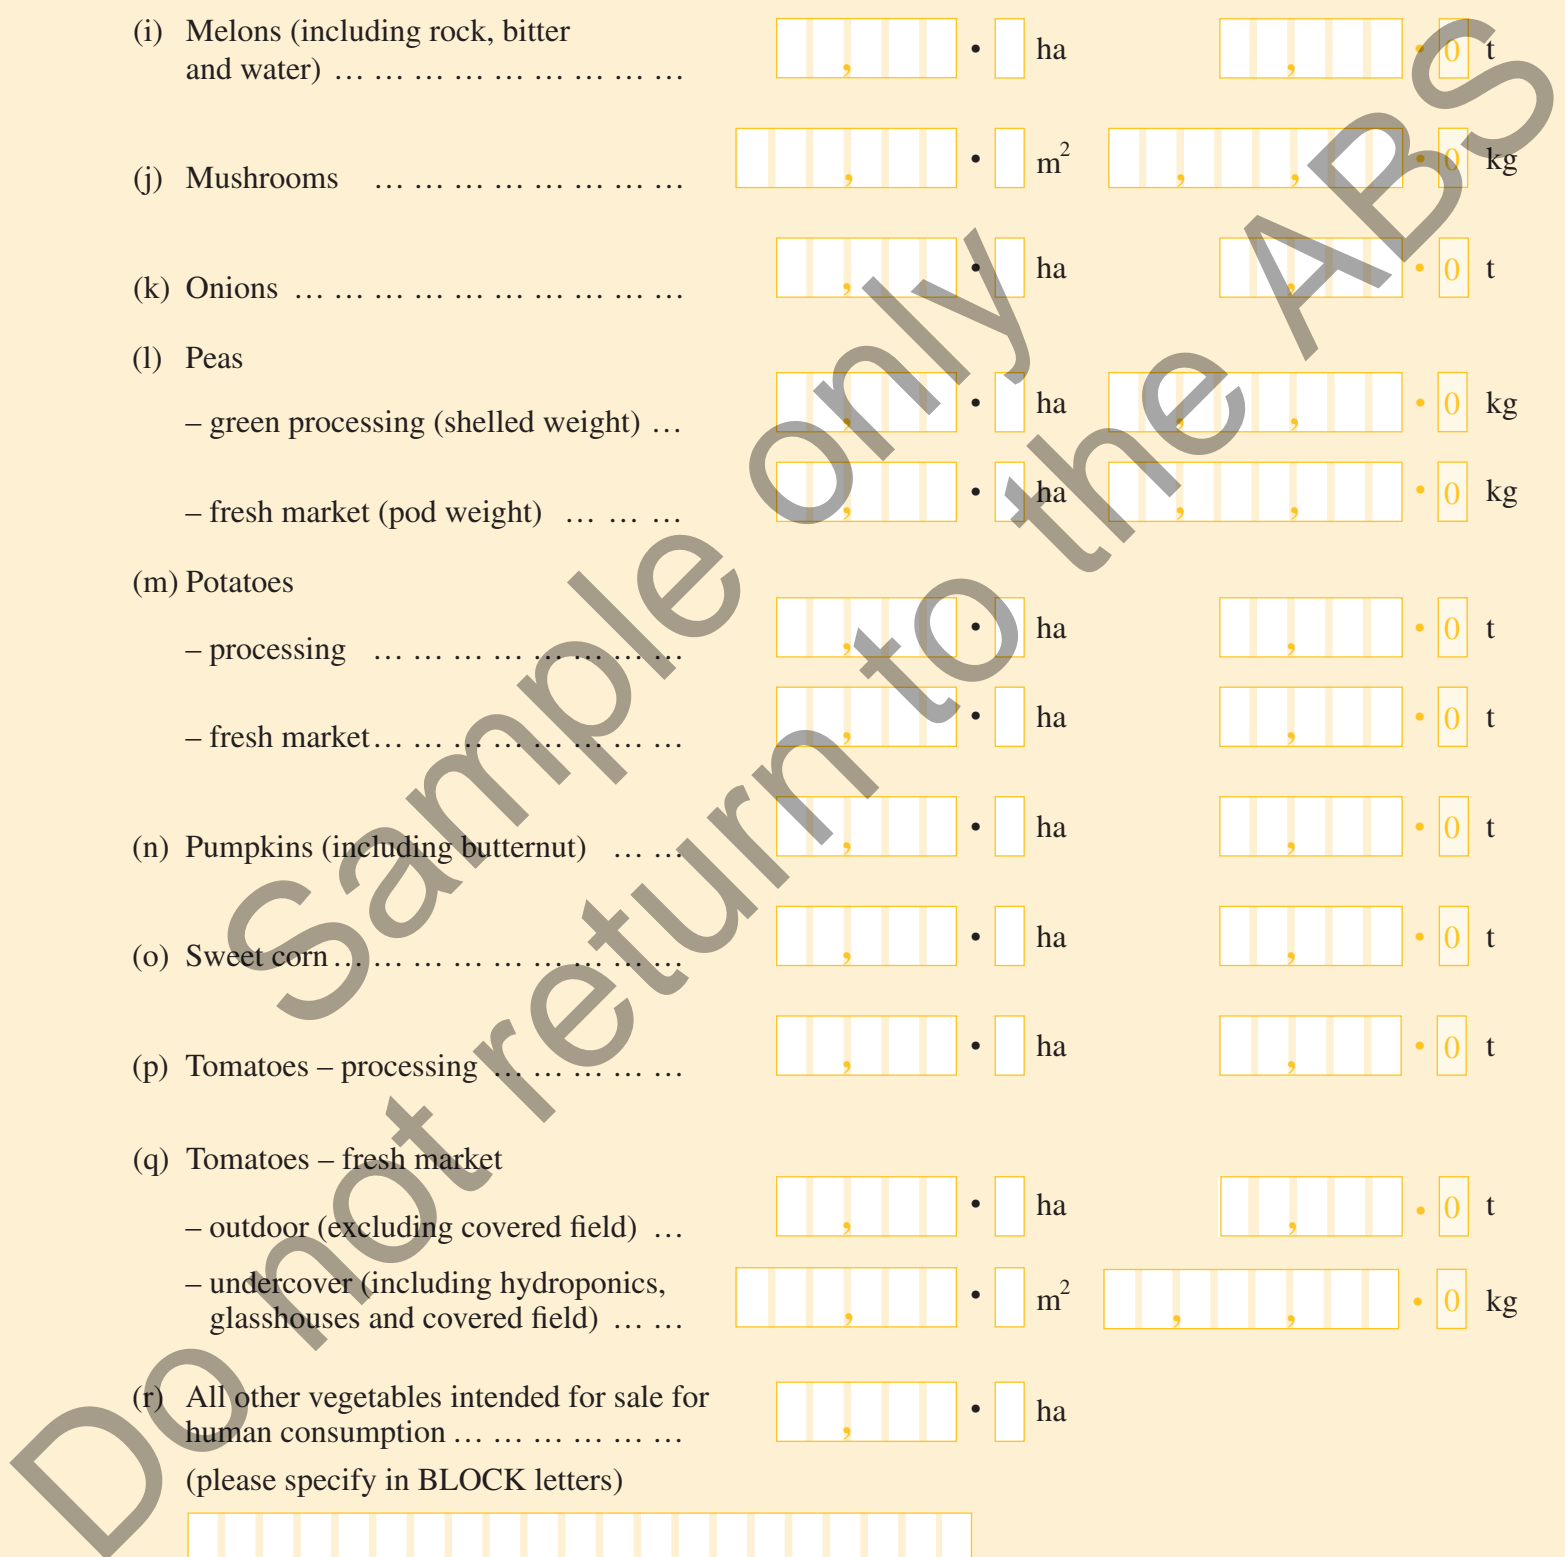 (i) Melons (including rock, bitter
and water) … … … … … … … … … , • ha , • 0 t
(j) Mushrooms … … … … … … … … , • m² , , • 0 kg
(k) Onions … … … … … … … … … … , • ha , • 0 t
(l) Peas
– green processing (shelled weight) … , • ha , , • 0 kg
– fresh market (pod weight) … … … , • ha , , • 0 kg
(m) Potatoes
– processing … … … … … … … … , • ha , • 0 t
– fresh market … … … … … … … … , • ha , • 0 t
(n) Pumpkins (including butternut) … … , • ha , • 0 t
(o) Sweet corn … … … … … … … … … , • ha , • 0 t
(p) Tomatoes – processing … … … … … , • ha , • 0 t
(q) Tomatoes – fresh market
– outdoor (excluding covered field) … , • ha , • 0 t
– undercover (including hydroponics,
glasshouses and covered field) … … , • m² , , • 0 kg
(r) All other vegetables intended for sale for
human consumption … … … … … … , • ha
(please specify in BLOCK letters)
Sample only
Do not return to the ABS